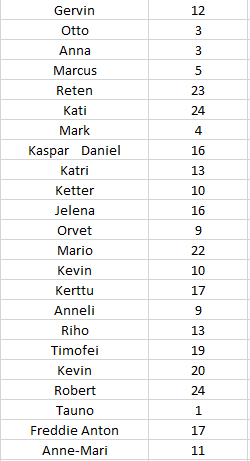 Gervin 12
Otto 3
Anna 3
Marcus 5
Reten 23
Kati 24
Mark 4
Kaspar Daniel 16
Katri 13
Ketter 10
Jelena 16
Orvet 9
Mario 22
Kevin 10
Kerttu 17
Anneli 9
Riho 13
Timofei 19
Kevin 20
Robert 24
Tauno 1
Freddie Anton 17
Anne-Mari 11